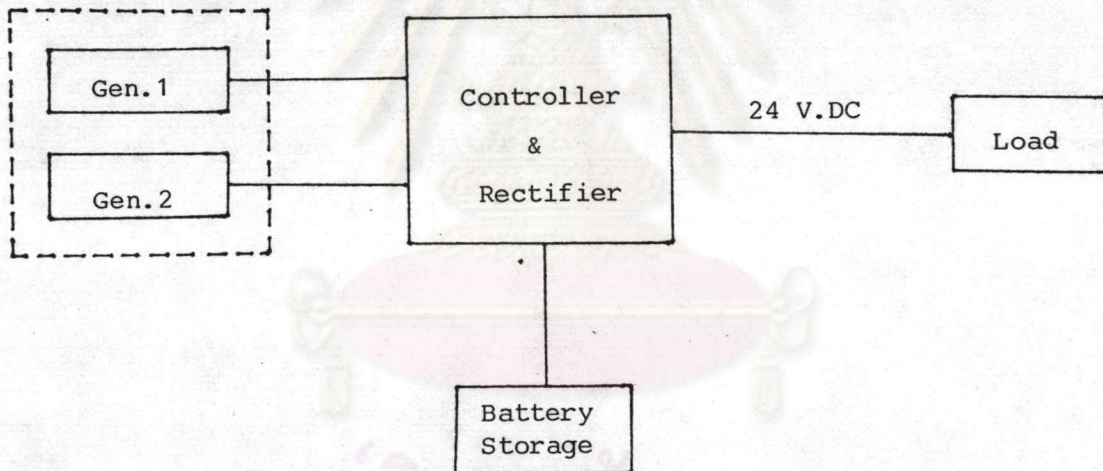 Gen.1
Gen.2
Controller
&
Rectifier
24 V.DC
Load
Battery
Storage